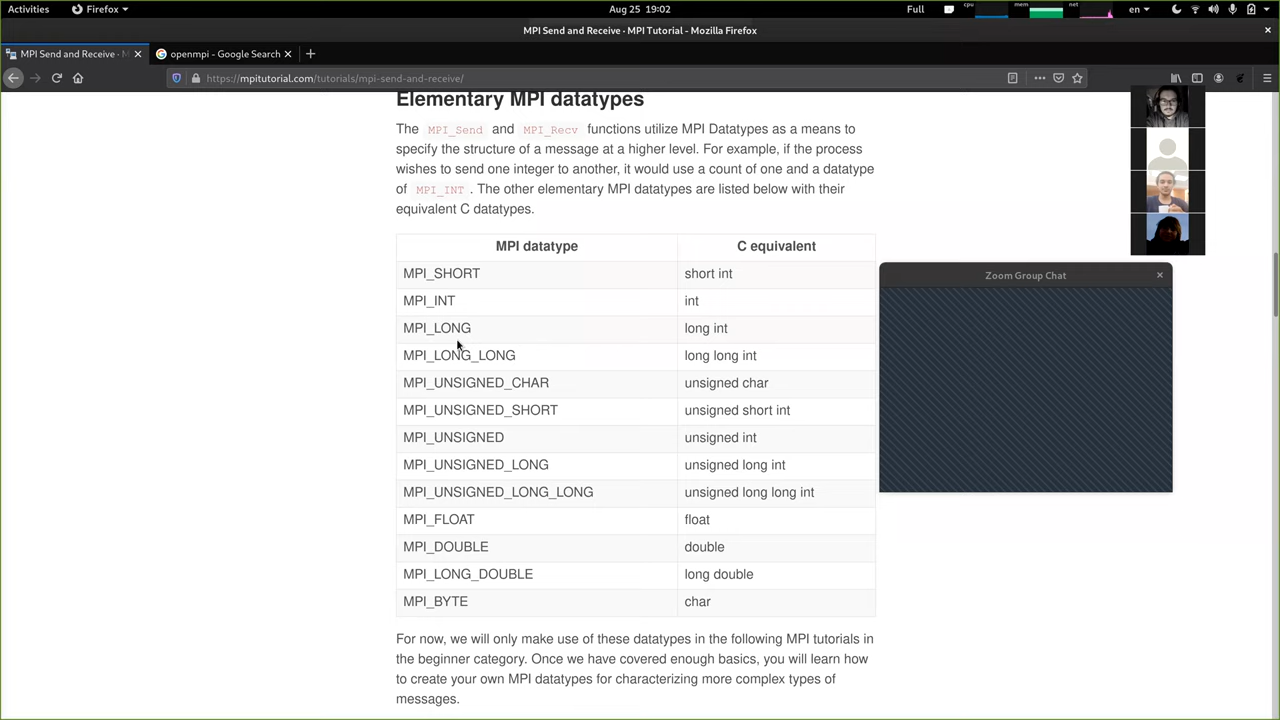 Activities
Firefox
Aug 25 19:02
Full
cpu
mem
net
en
MPI Send and Receive · MPI Tutorial - Mozilla Firefox
MPI Send and Receive · M
openmpi - Google Search
https://mpitutorial.com/tutorials/mpi-send-and-receive/
Elementary MPI datatypes
The MPI_Send and MPI_Recv functions utilize MPI Datatypes as a means to
specify the structure of a message at a higher level. For example, if the process
wishes to send one integer to another, it would use a count of one and a datatype
of MPI_INT . The other elementary MPI datatypes are listed below with their
equivalent C datatypes.
MPI datatype C equivalent
MPI_SHORT short int
MPI_INT int
MPI_LONG long int
MPI_LONG_LONG long long int
MPI_UNSIGNED_CHAR unsigned char
MPI_UNSIGNED_SHORT unsigned short int
MPI_UNSIGNED unsigned int
MPI_UNSIGNED_LONG unsigned long int
MPI_UNSIGNED_LONG_LONG unsigned long long int
MPI_FLOAT float
MPI_DOUBLE double
MPI_LONG_DOUBLE long double
MPI_BYTE char
Zoom Group Chat
For now, we will only make use of these datatypes in the following MPI tutorials in
the beginner category. Once we have covered enough basics, you will learn how
to create your own MPI datatypes for characterizing more complex types of
messages.